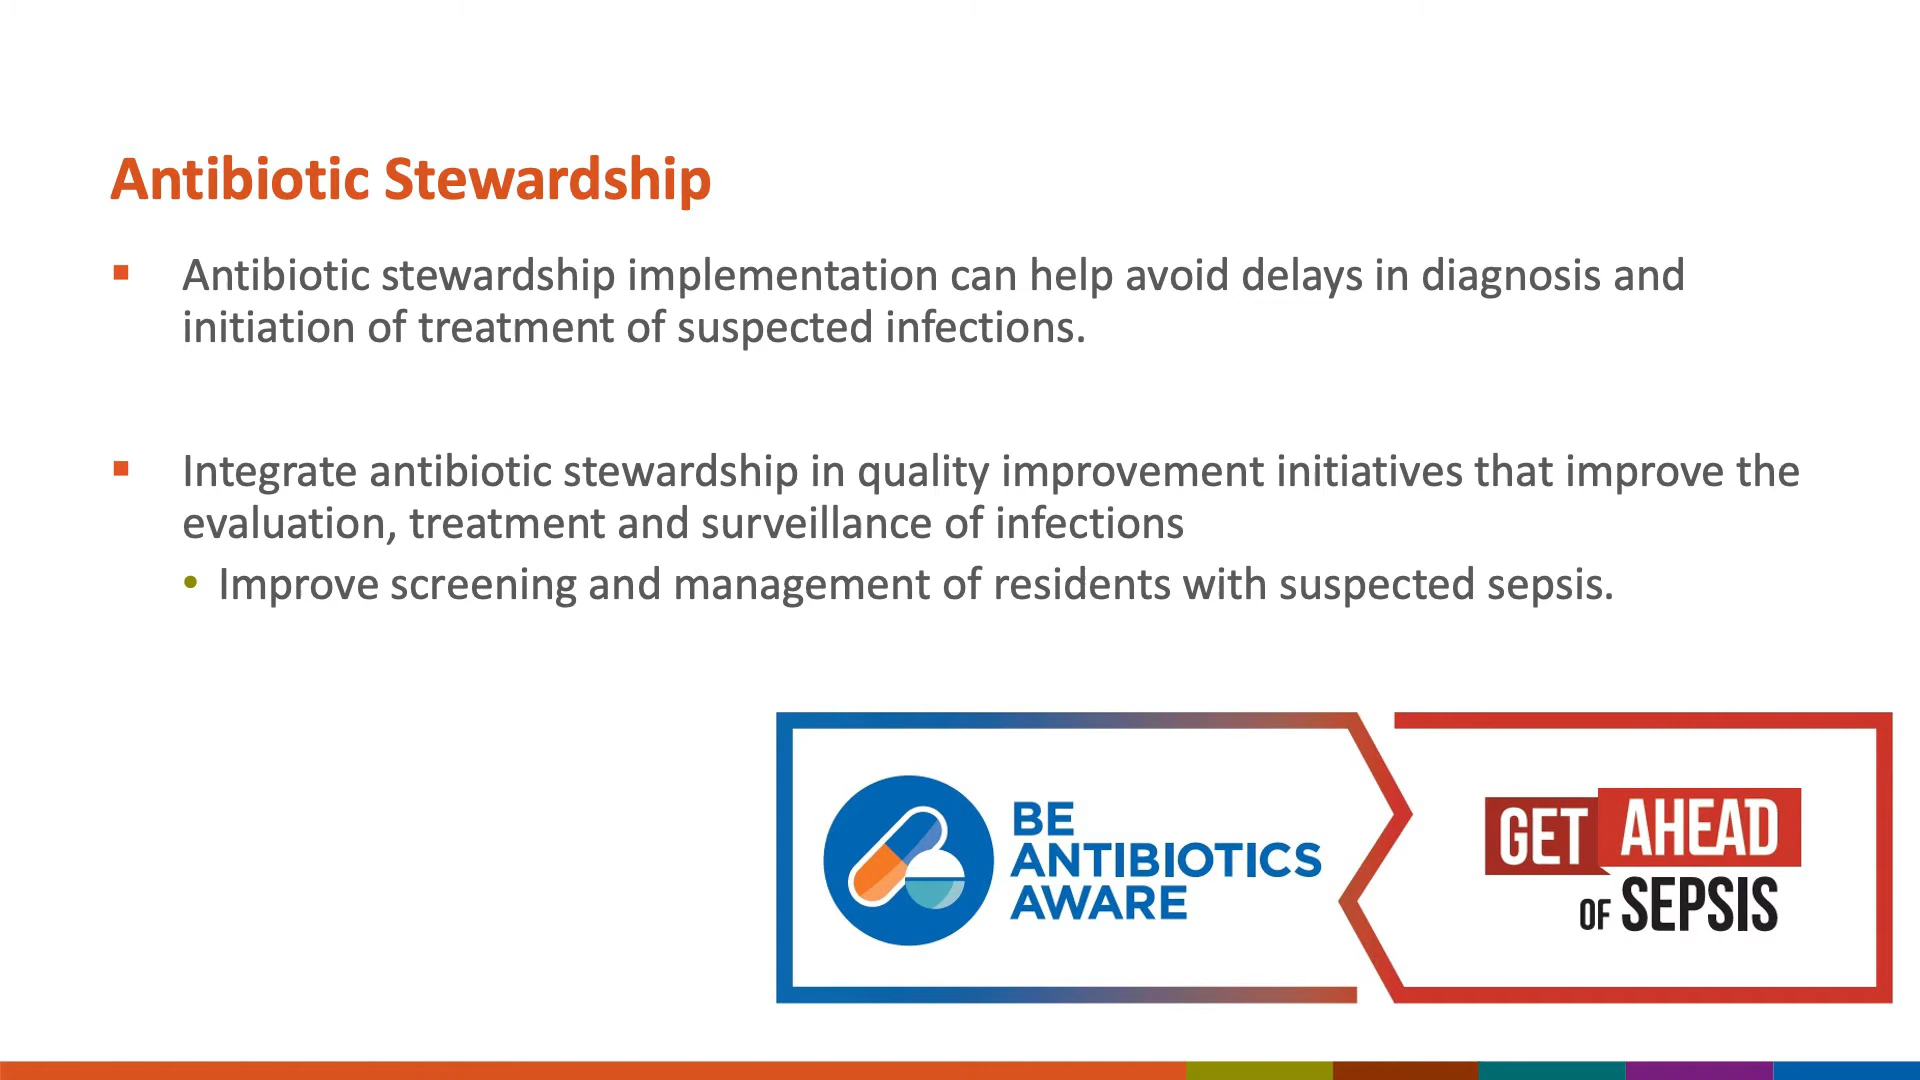 Antibiotic Stewardship
▪ Antibiotic stewardship implementation can help avoid delays in diagnosis and
initiation of treatment of suspected infections.
▪ Integrate antibiotic stewardship in quality improvement initiatives that improve the
evaluation, treatment and surveillance of infections
• Improve screening and management of residents with suspected sepsis.
BE
ANTIBIOTICS
AWARE
GET AHEAD
OF SEPSIS